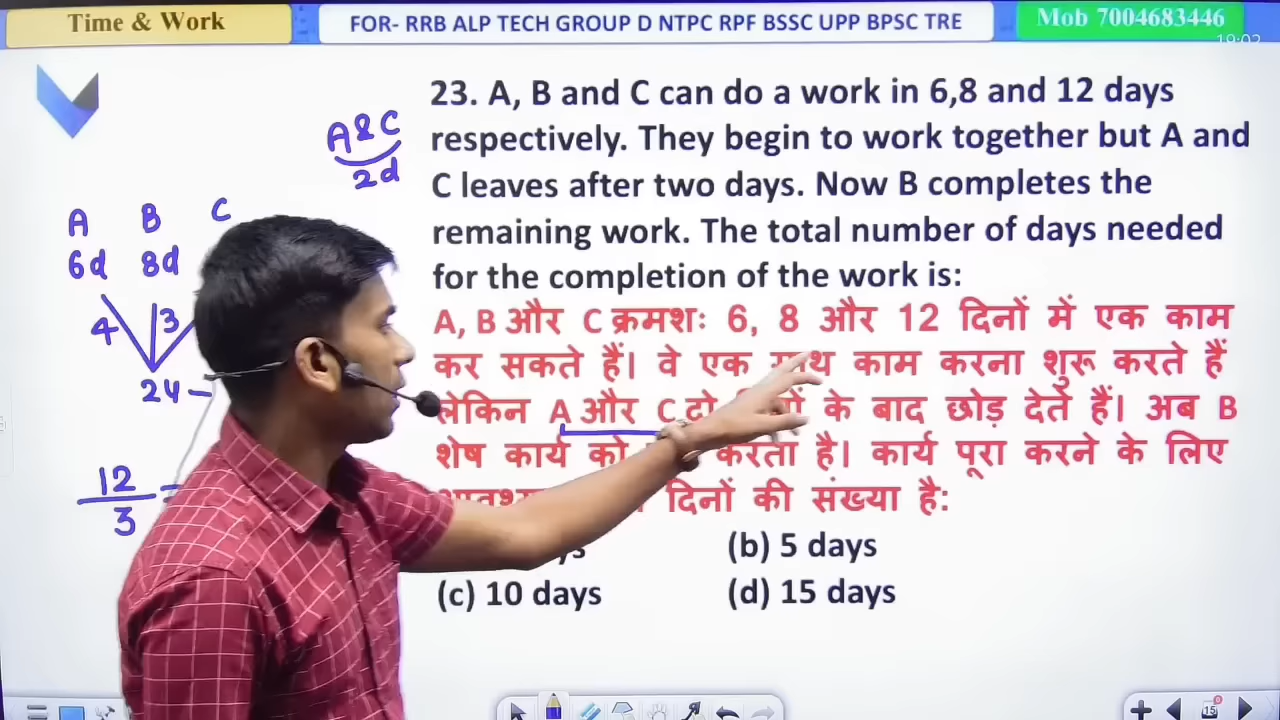 Time & Work
FOR- RRB ALP TECH GROUP D NTPC RPF BSSC UPP BPSC TRE
Mob 7004683446
19:02
23. A, B and C can do a work in 6,8 and 12 days
respectively. They begin to work together but A and
C leaves after two days. Now B completes the
remaining work. The total number of days needed
for the completion of the work is:
A, B और C क्रमशः 6, 8 और 12 दिनों में एक काम
कर सकते हैं। वे एक साथ काम करना शुरू करते हैं
लेकिन A और C दो के बाद छोड़ देते हैं। अब B
शेष कार्य को करता है। कार्य पूरा करने के लिए
दिनों की संख्या है:
(b) 5 days
(c) 10 days
(d) 15 days
A & C
2d
A B C
6d 8d
4 3
24
12
3
15